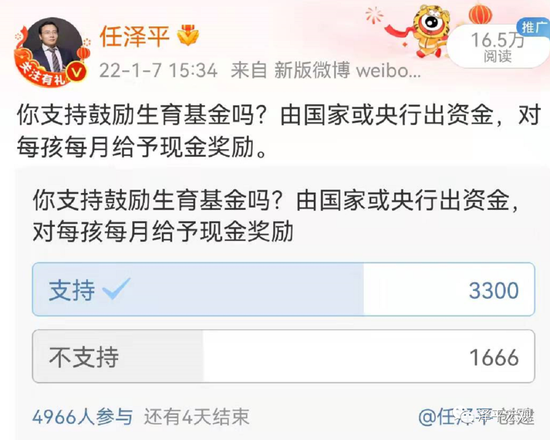 任泽平
推广
16.5万
阅读
关注有礼
V
22-1-7 15:34 来自 新版微博 weibo...
你支持鼓励生育基金吗？由国家或央行出资金，对
每孩每月给予现金奖励。
你支持鼓励生育基金吗？由国家或央行出资金，
对每孩每月给予现金奖励
支持 3300
不支持 1666
4966人参与 还有4天结束
@任泽平